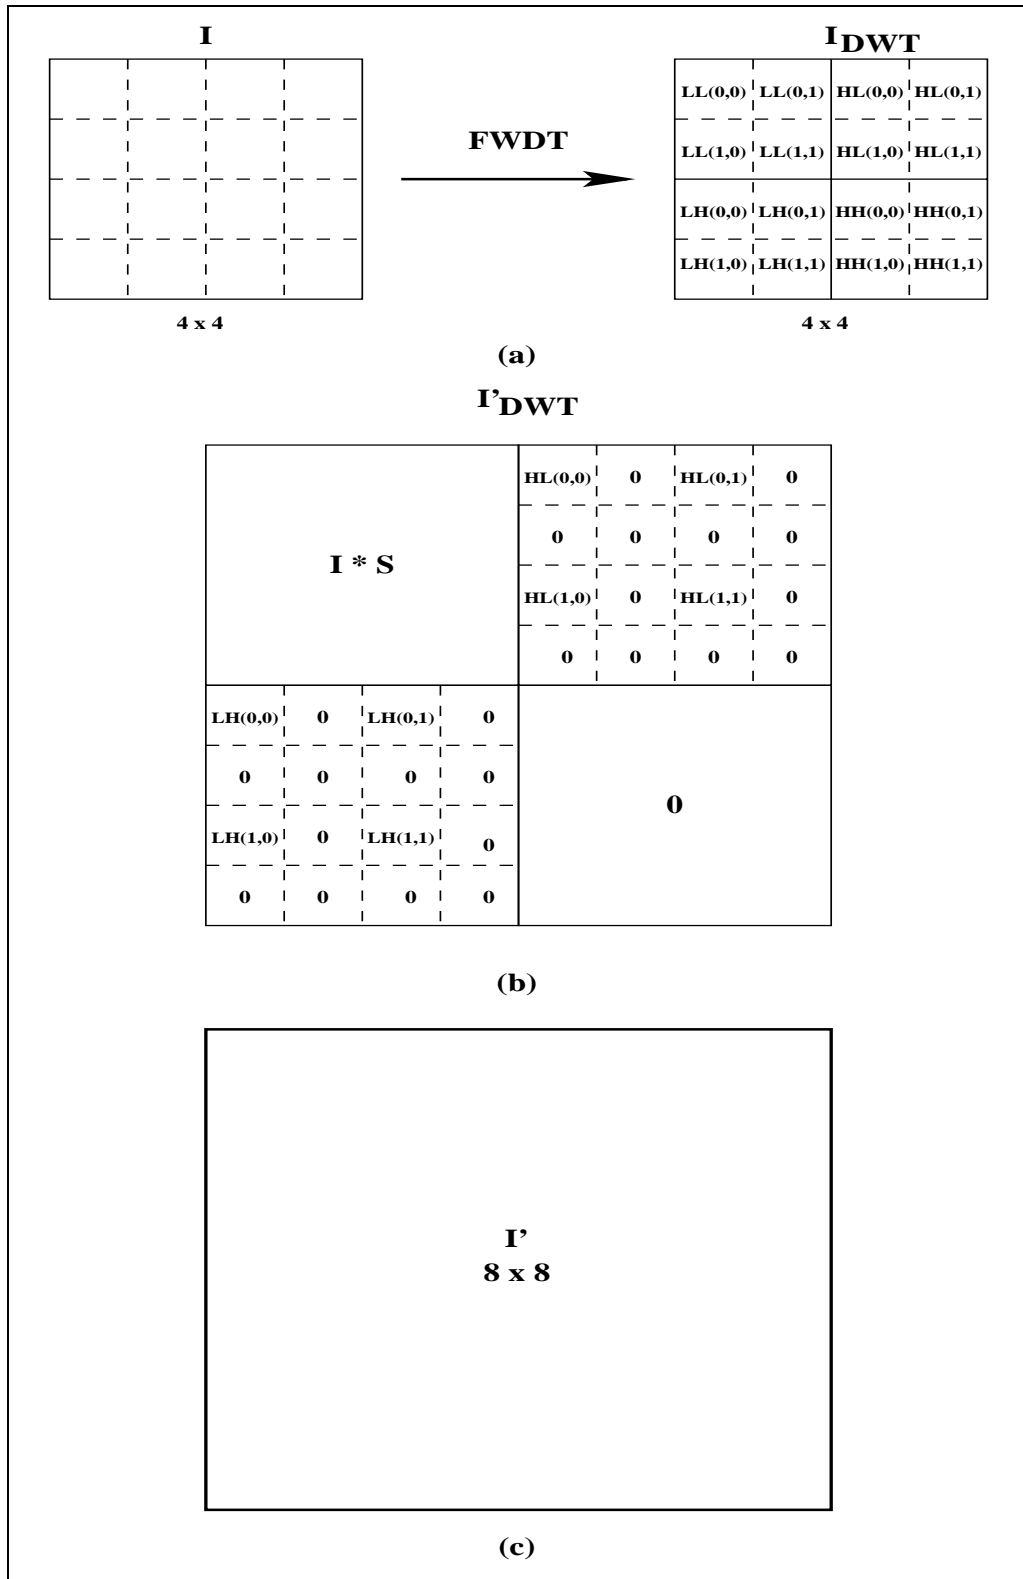 I I DWT
LL(0,0) LL(0,1) HL(0,0) HL(0,1)
FWDT
LL(1,0) LL(1,1) HL(1,0) HL(1,1)
LH(0,0) LH(0,1) HH(0,0) HH(0,1)
LH(1,0) LH(1,1) HH(1,0) HH(1,1)
4 x 4 4 x 4
(a)
I’DWT
HL(0,0) 0 HL(0,1) 0
0 0 0 0
I * S
HL(1,0) 0 HL(1,1) 0
0 0 0 0
LH(0,0) 0 LH(0,1) 0
0 0 0 0
0
LH(1,0) 0 LH(1,1) 0
0 0 0 0
(b)
I’
8 x 8
(c)